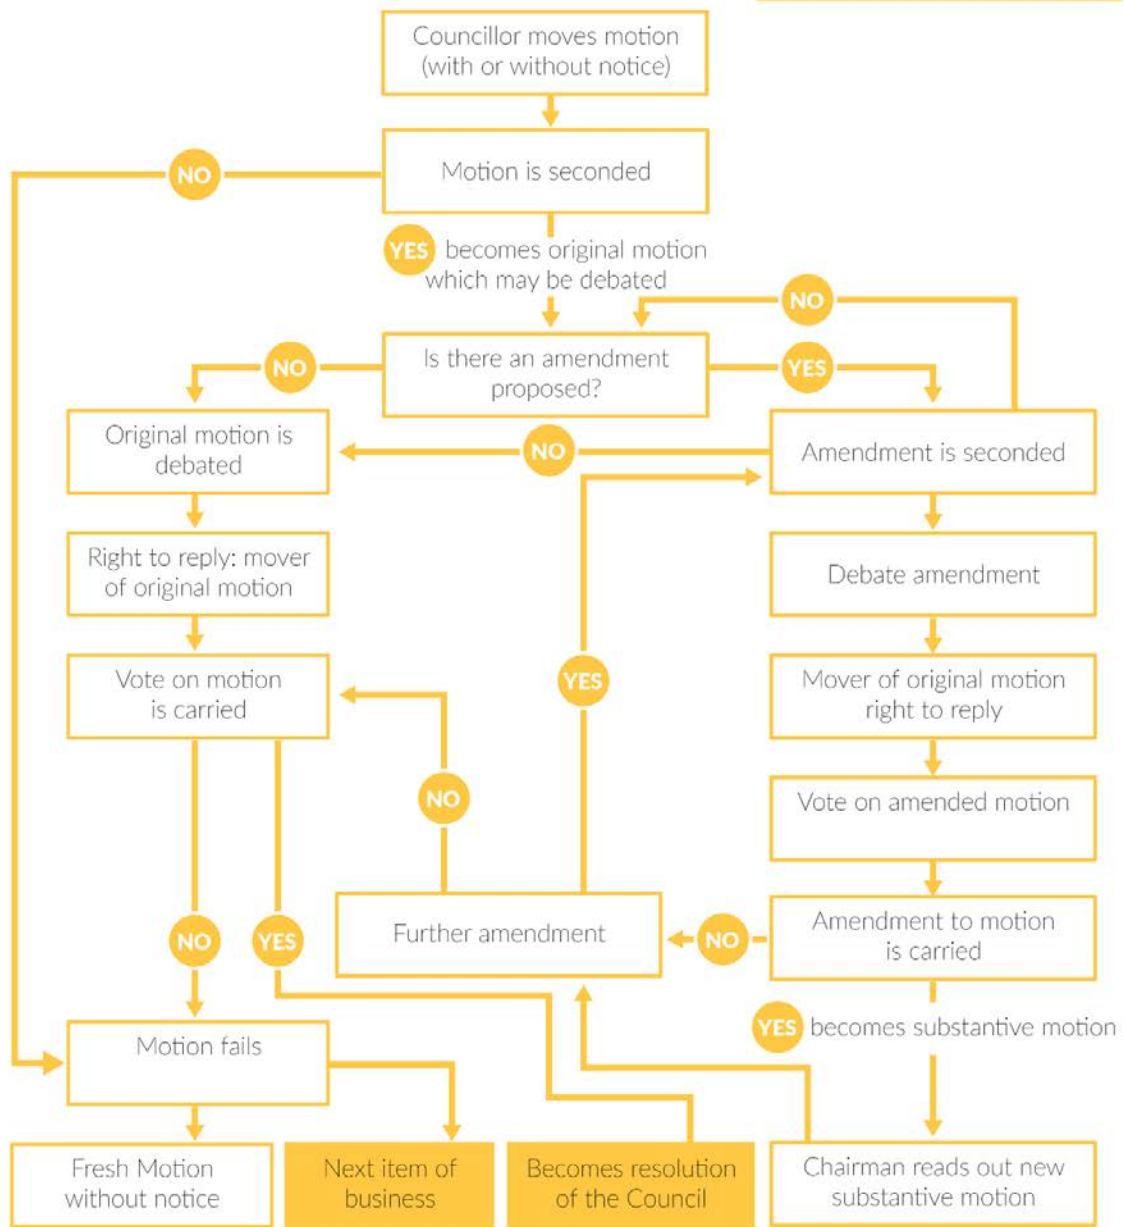 Councillor moves motion
(with or without notice)
Motion is seconded
NO
YES becomes original motion
which may be debated
NO
Is there an amendment
proposed?
NO
YES
Original motion is
debated
NO
Amendment is seconded
Right to reply: mover
of original motion
Debate amendment
Vote on motion
is carried
YES
Mover of original motion
right to reply
NO
Vote on amended motion
NO
YES
Further amendment
NO
Amendment to motion
is carried
YES becomes substantive motion
Motion fails
Fresh Motion
without notice
Next item of
business
Becomes resolution
of the Council
Chairman reads out new
substantive motion